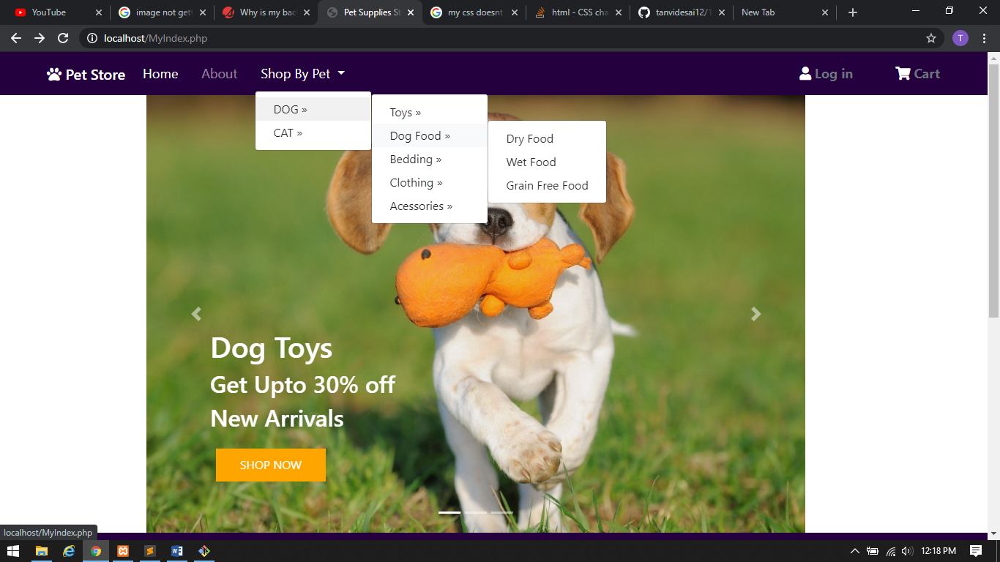 YouTube
image not gett
Why is my bac
Pet Supplies St
my css doesnt
html - CSS cha
tanvidesai12/1
New Tab
localhost/MyIndex.php
T
Pet Store
Home
About
Shop By Pet
Log in
Cart
DOG »
CAT »
Toys »
Dog Food »
Bedding »
Clothing »
Acessories »
Dry Food
Wet Food
Grain Free Food
Dog Toys
Get Upto 30% off
New Arrivals
SHOP NOW
localhost/MyIndex.php
12:18 PM